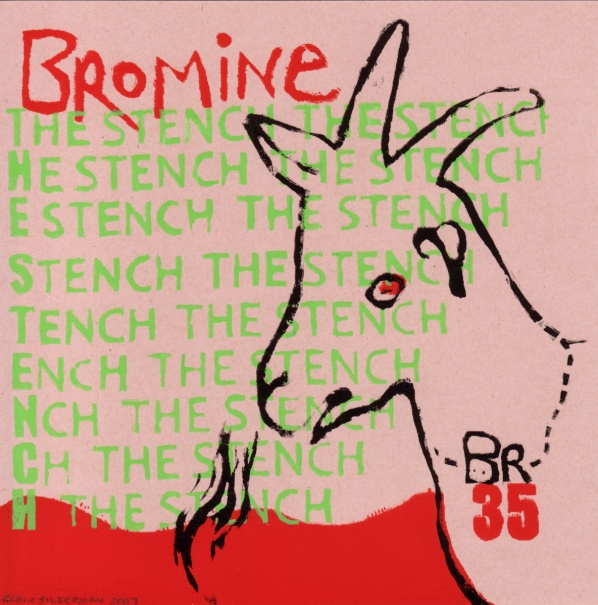 BROMINE
THE STENCH THE STENCH
HE STENCH THE STENCH
E STENCH THE STENCH
STENCH THE STENCH
TENCH THE STENCH
ENCH THE STENCH
NCH THE STENCH
CH THE STENCH
H THE STENCH
BR
35
2007